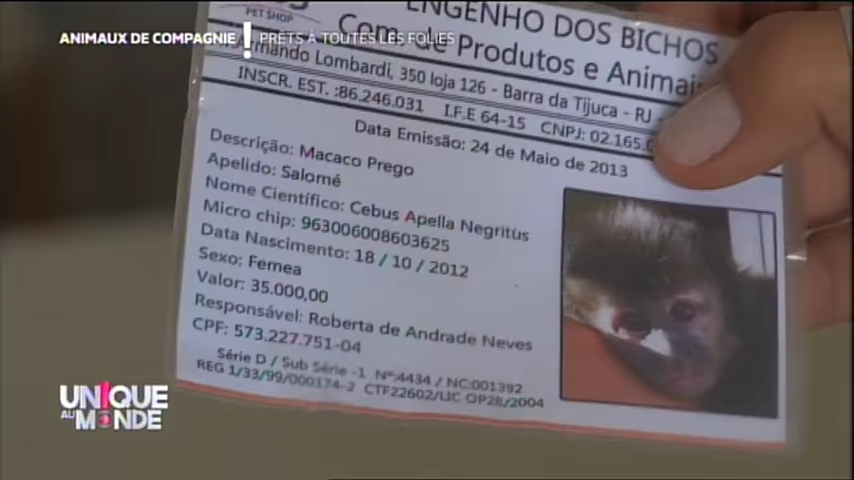 ANIMAUX DE COMPAGNIE ! PRÊTS À TOUTES LES FOLIES
PET SHOP
ENGENHO DOS BICHOS
Com. de Produtos e Animais
Armando Lombardi, 350 loja 126 - Barra da Tijuca - RJ
INSCR. EST. :86.246.031 I.F.E 64-15 CNPJ: 02.165.
Data Emissão: 24 de Maio de 2013
Descrição: Macaco Prego
Apelido: Salomé
Nome Científico: Cebus Apella Negritus
Micro chip: 963006008603625
Data Nascimento: 18 / 10 / 2012
Sexo: Femea
Valor: 35.000,00
Responsável: Roberta de Andrade Neves
CPF: 573.227.751-04
Série D / Sub Série -1 Nº:4434 / NC:001392
REG 1/33/99/000174-2 CTF22602/LIC OP28/2004
UNIQUE
AU MONDE